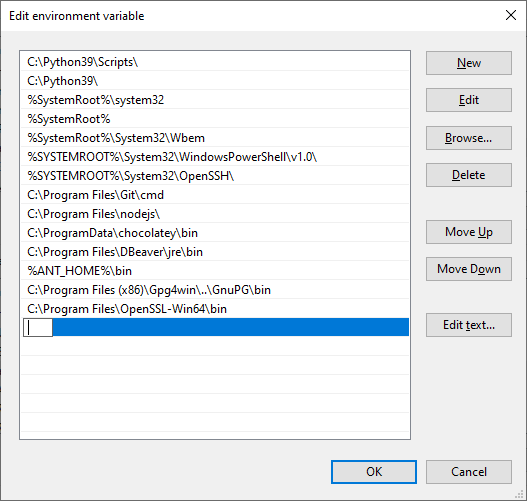 Edit environment variable
C:\Python39\Scripts\
New
C:\Python39\
%SystemRoot%\system32
Edit
%SystemRoot%
%SystemRoot%\System32\Wbem
Browse...
%SYSTEMROOT%\System32\WindowsPowerShell\v1.0\
%SYSTEMROOT%\System32\OpenSSH\
Delete
C:\Program Files\Git\cmd
C:\Program Files\nodejs\
C:\ProgramData\chocolatey\bin
Move Up
C:\Program Files\DBeaver\jre\bin
%ANT_HOME%\bin
Move Down
C:\Program Files (x86)\Gpg4win\..\GnuPG\bin
C:\Program Files\OpenSSL-Win64\bin
Edit text...
OK
Cancel